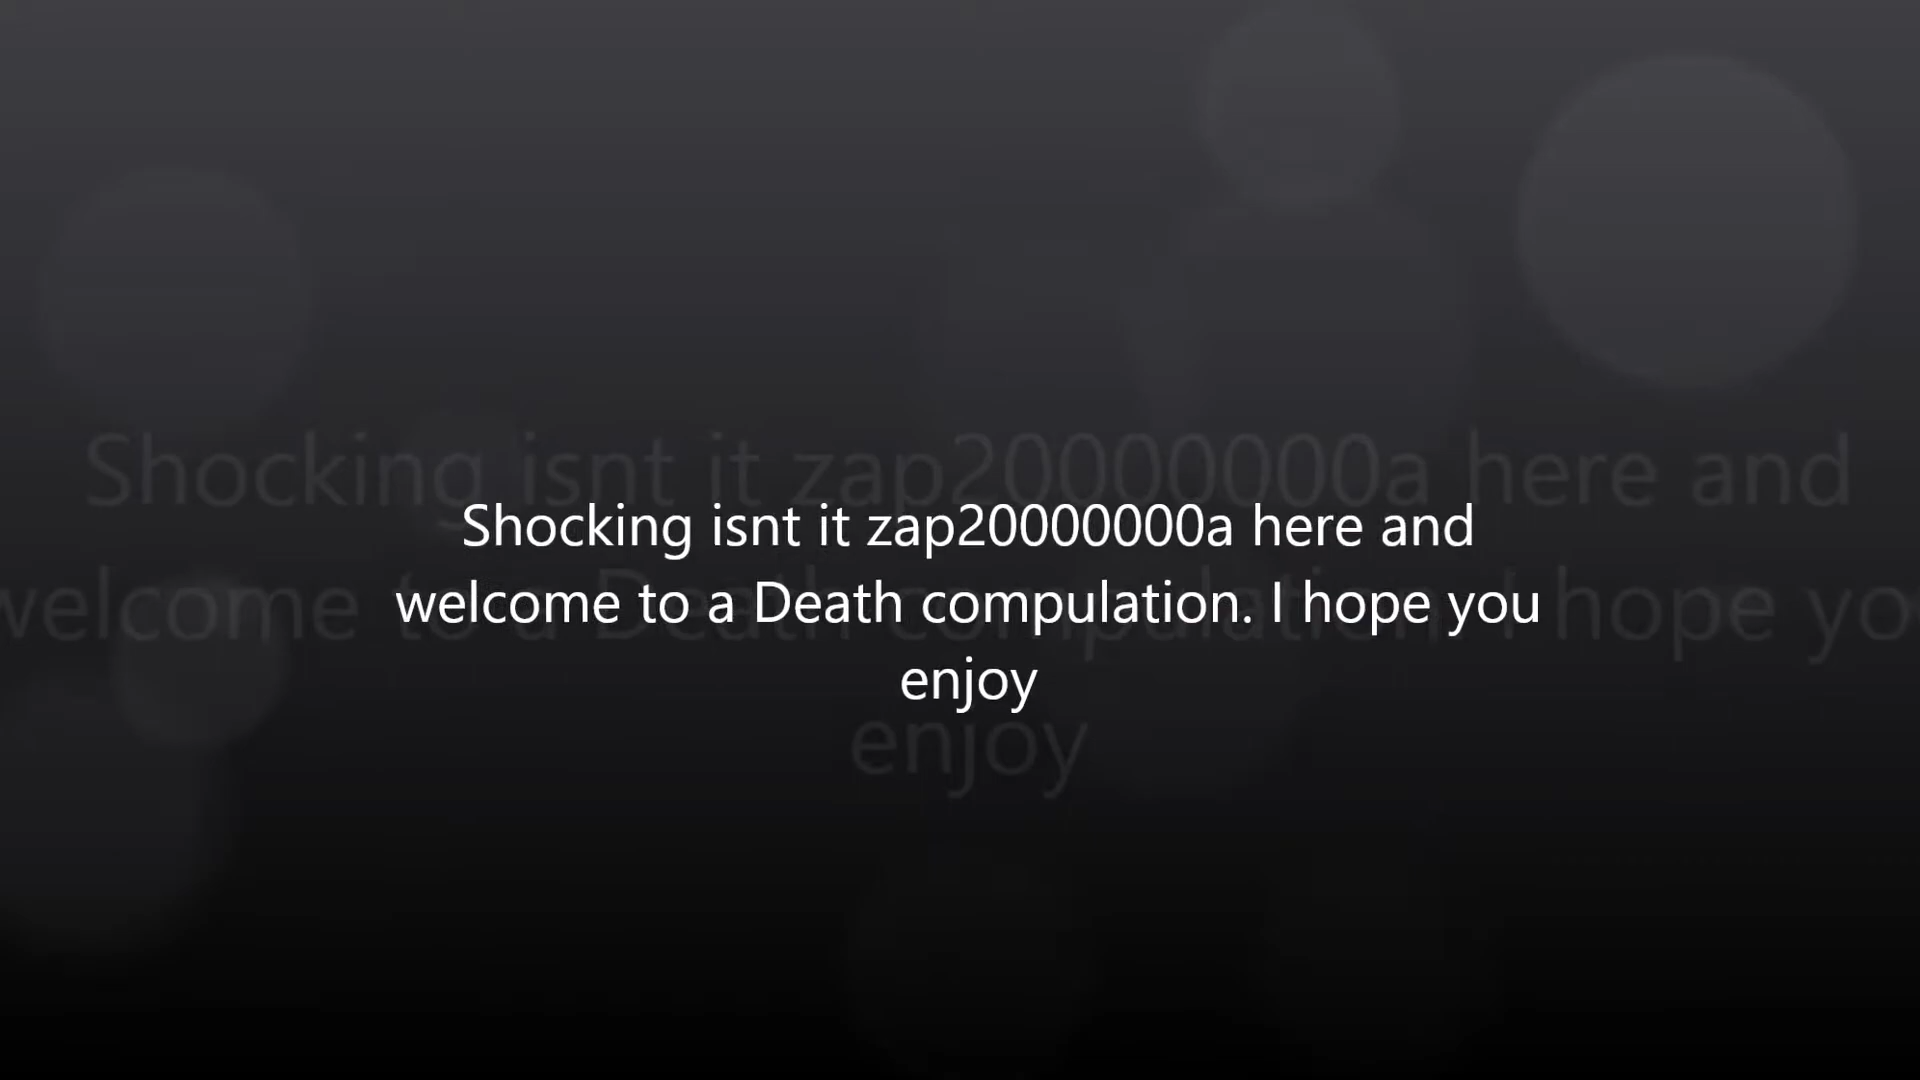 Shocking isnt it zap20000000a here and
welcome to a Death compulation. I hope you
enjoy